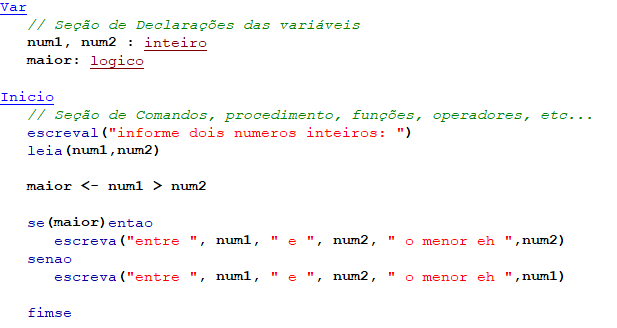 Var
// Seção de Declarações das variáveis
num1, num2 : inteiro
maior: logico
Inicio
// Seção de Comandos, procedimento, funções, operadores, etc...
escreval("informe dois numeros inteiros: ")
leia(num1,num2)
maior <- num1 > num2
se(maior)entao
escreva("entre ", num1, " e ", num2, " o menor eh ",num2)
senao
escreva("entre ", num1, " e ", num2, " o menor eh ",num1)
fimse